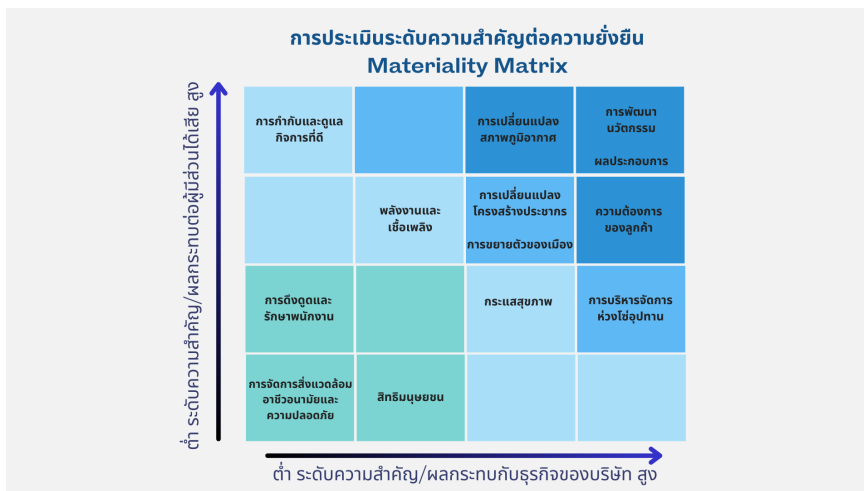 การประเมินระดับความสำคัญต่อความยั่งยืน
Materiality Matrix
ต่ำ ระดับความสำคัญ/ผลกระทบต่อผู้มีส่วนได้เสีย สูง
การกำกับและดูแล
กิจการที่ดี
การเปลี่ยนแปลง
สภาพภูมิอากาศ
การพัฒนา
นวัตกรรม
ผลประกอบการ
พลังงานและ
เชื้อเพลิง
การเปลี่ยนแปลง
โครงสร้างประชากร
การขยายตัวของเมือง
ความต้องการ
ของลูกค้า
การดึงดูดและ
รักษาพนักงาน
กระแสสุขภาพ
การบริหารจัดการ
ห่วงโซ่อุปทาน
การจัดการสิ่งแวดล้อม
อาชีวอนามัยและ
ความปลอดภัย
สิทธิมนุษยชน
ต่ำ ระดับความสำคัญ/ผลกระทบกับธุรกิจของบริษัท สูง